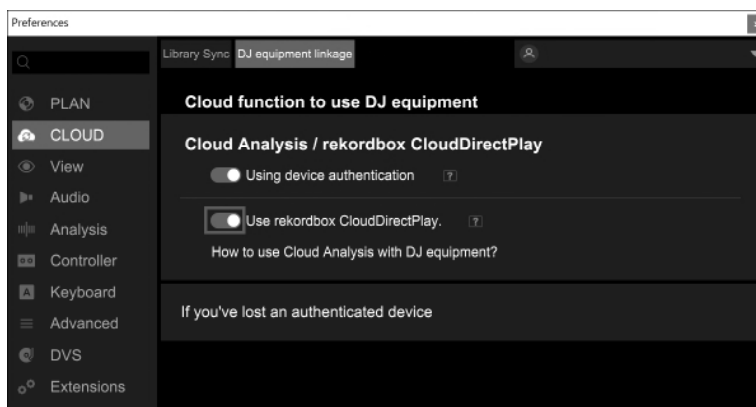 Preferences
Library Sync DJ equipment linkage
PLAN
CLOUD
View
Audio
Analysis
Controller
A Keyboard
Advanced
DVS
Extensions
Cloud function to use DJ equipment
Cloud Analysis / rekordbox CloudDirectPlay
Using device authentication ?
Use rekordbox CloudDirectPlay. ?
How to use Cloud Analysis with DJ equipment?
If you've lost an authenticated device